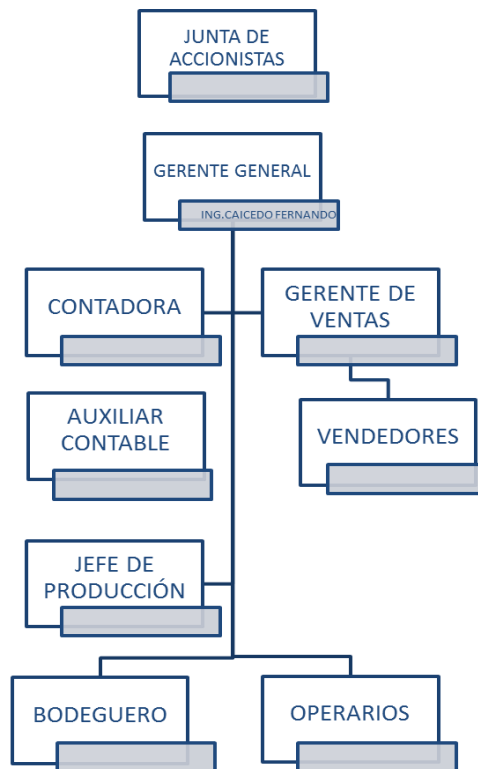 JUNTA DE
ACCIONISTAS
GERENTE GENERAL
ING.CAICEDO FERNANDO
CONTADORA
GERENTE DE
VENTAS
AUXILIAR
CONTABLE
VENDEDORES
JEFE DE
PRODUCCIÓN
BODEGUERO
OPERARIOS